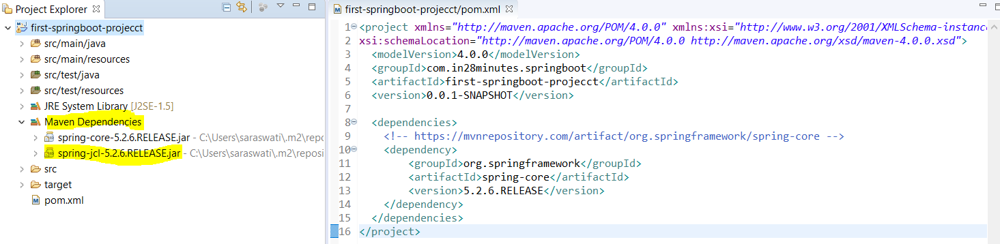 Project Explorer
first-springboot-projecct
src/main/java
src/main/resources
src/test/java
src/test/resources
JRE System Library [J2SE-1.5]
Maven Dependencies
spring-core-5.2.6.RELEASE.jar - C:\Users\saraswati\.m2\repo
spring-jcl-5.2.6.RELEASE.jar - C:\Users\saraswati\.m2\reposi
src
target
pom.xml
first-springboot-projecct/pom.xml
1 <project xmlns="http://maven.apache.org/POM/4.0.0" xmlns:xsi="http://www.w3.org/2001/XMLSchema-instanc
2 xsi:schemaLocation="http://maven.apache.org/POM/4.0.0 http://maven.apache.org/xsd/maven-4.0.0.xsd">
3 <modelVersion>4.0.0</modelVersion>
4 <groupId>com.in28minutes.springboot</groupId>
5 <artifactId>first-springboot-projecct</artifactId>
6 <version>0.0.1-SNAPSHOT</version>
7
8 <dependencies>
9 <!-- https://mvnrepository.com/artifact/org.springframework/spring-core -->
10 <dependency>
11 <groupId>org.springframework</groupId>
12 <artifactId>spring-core</artifactId>
13 <version>5.2.6.RELEASE</version>
14 </dependency>
15 </dependencies>
16 </project>